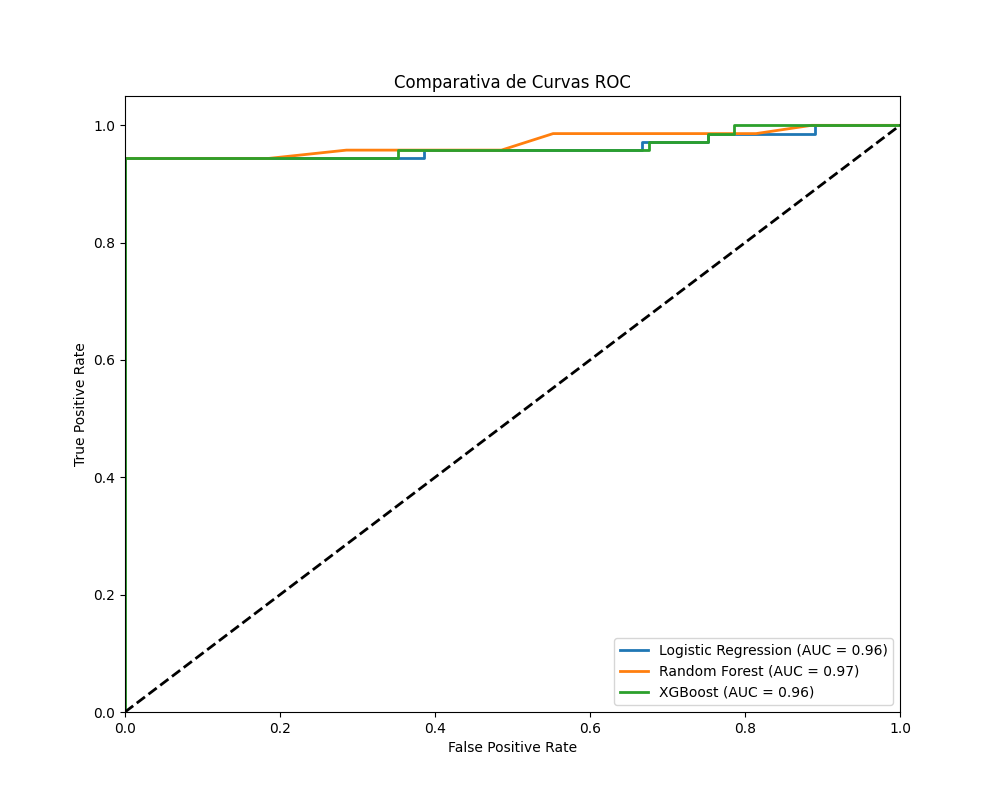 Comparativa de Curvas ROC
True Positive Rate
1.0
0.8
0.6
0.4
0.2
0.0
0.0 0.2 0.4 0.6 0.8 1.0
False Positive Rate
Logistic Regression (AUC = 0.96)
Random Forest (AUC = 0.97)
XGBoost (AUC = 0.96)